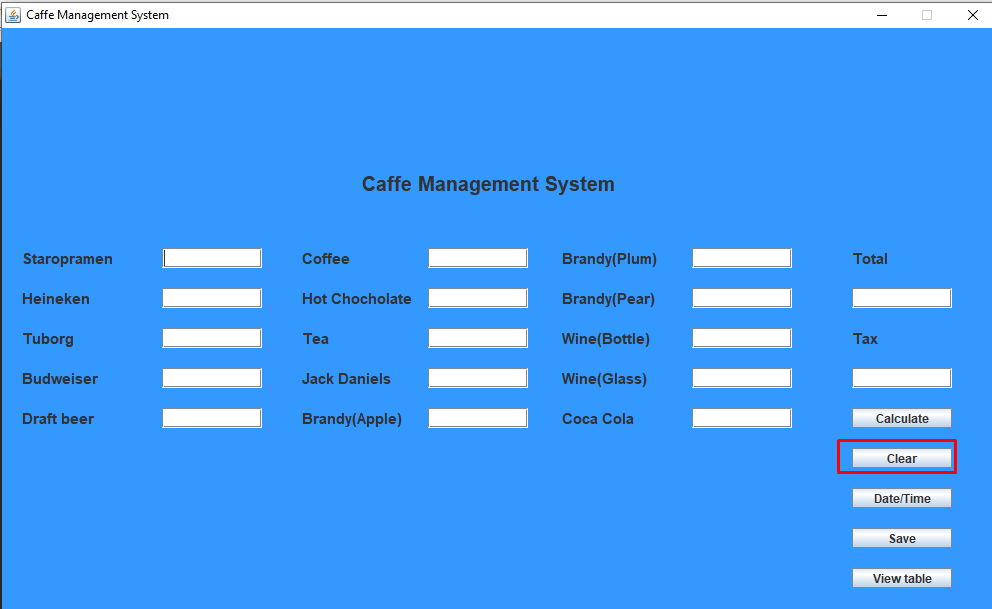 Caffe Management System
Caffe Management System
Staropramen Coffee Brandy(Plum) Total
Heineken Hot Chocholate Brandy(Pear)
Tuborg Tea Wine(Bottle) Tax
Budweiser Jack Daniels Wine(Glass)
Draft beer Brandy(Apple) Coca Cola Calculate
Clear
Date/Time
Save
View table